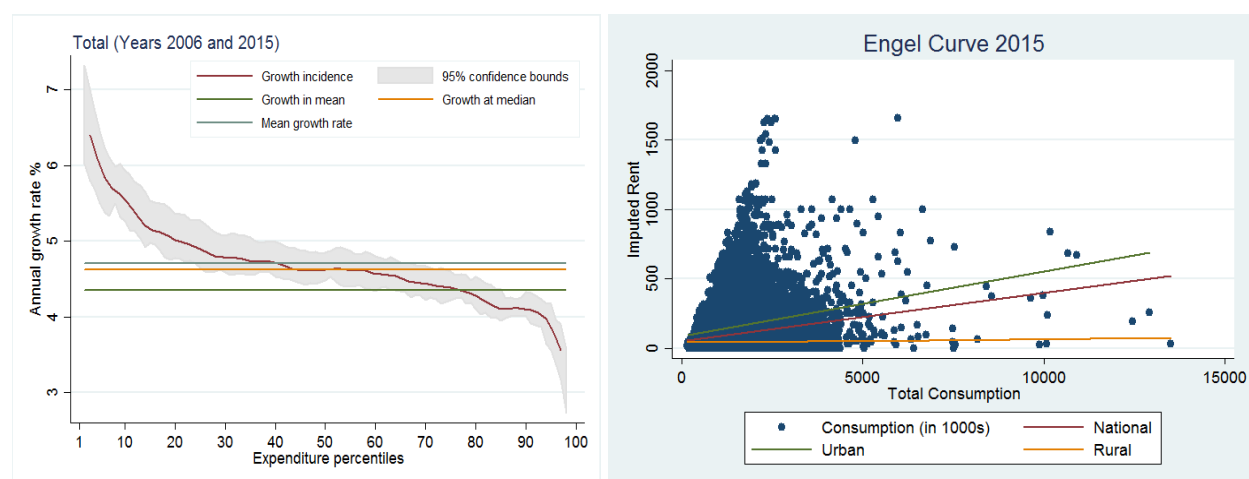 Total (Years 2006 and 2015)
Growth incidence
95% confidence bounds
Growth in mean
Growth at median
Mean growth rate
Annual growth rate %
7
6
5
4
3
1 10 20 30 40 50 60 70 80 90 100
Expenditure percentiles
Engel Curve 2015
Imputed Rent
2000
1500
1000
500
0
0 5000 10000 15000
Total Consumption
Consumption (in 1000s)
National
Urban
Rural